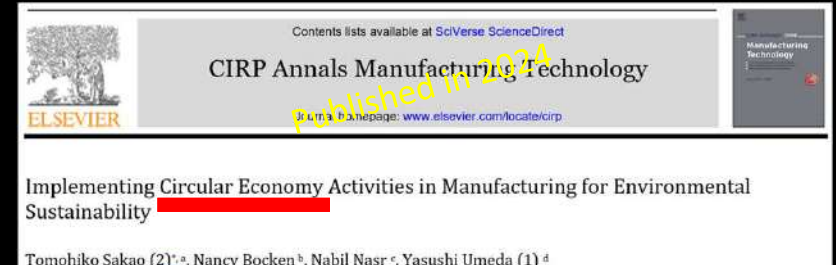 Contents lists available at SciVerse ScienceDirect
CIRP Annals Manufacturing Technology
Published in 2024
Journal homepage: www.elsevier.com/locate/cirp
ELSEVIER
Manufacturing
Technology
Implementing Circular Economy Activities in Manufacturing for Environmental
Sustainability
Tomohiko Sakao (2)*,a, Nancy Bocken b, Nabil Nasr c, Yasushi Umeda (1) d